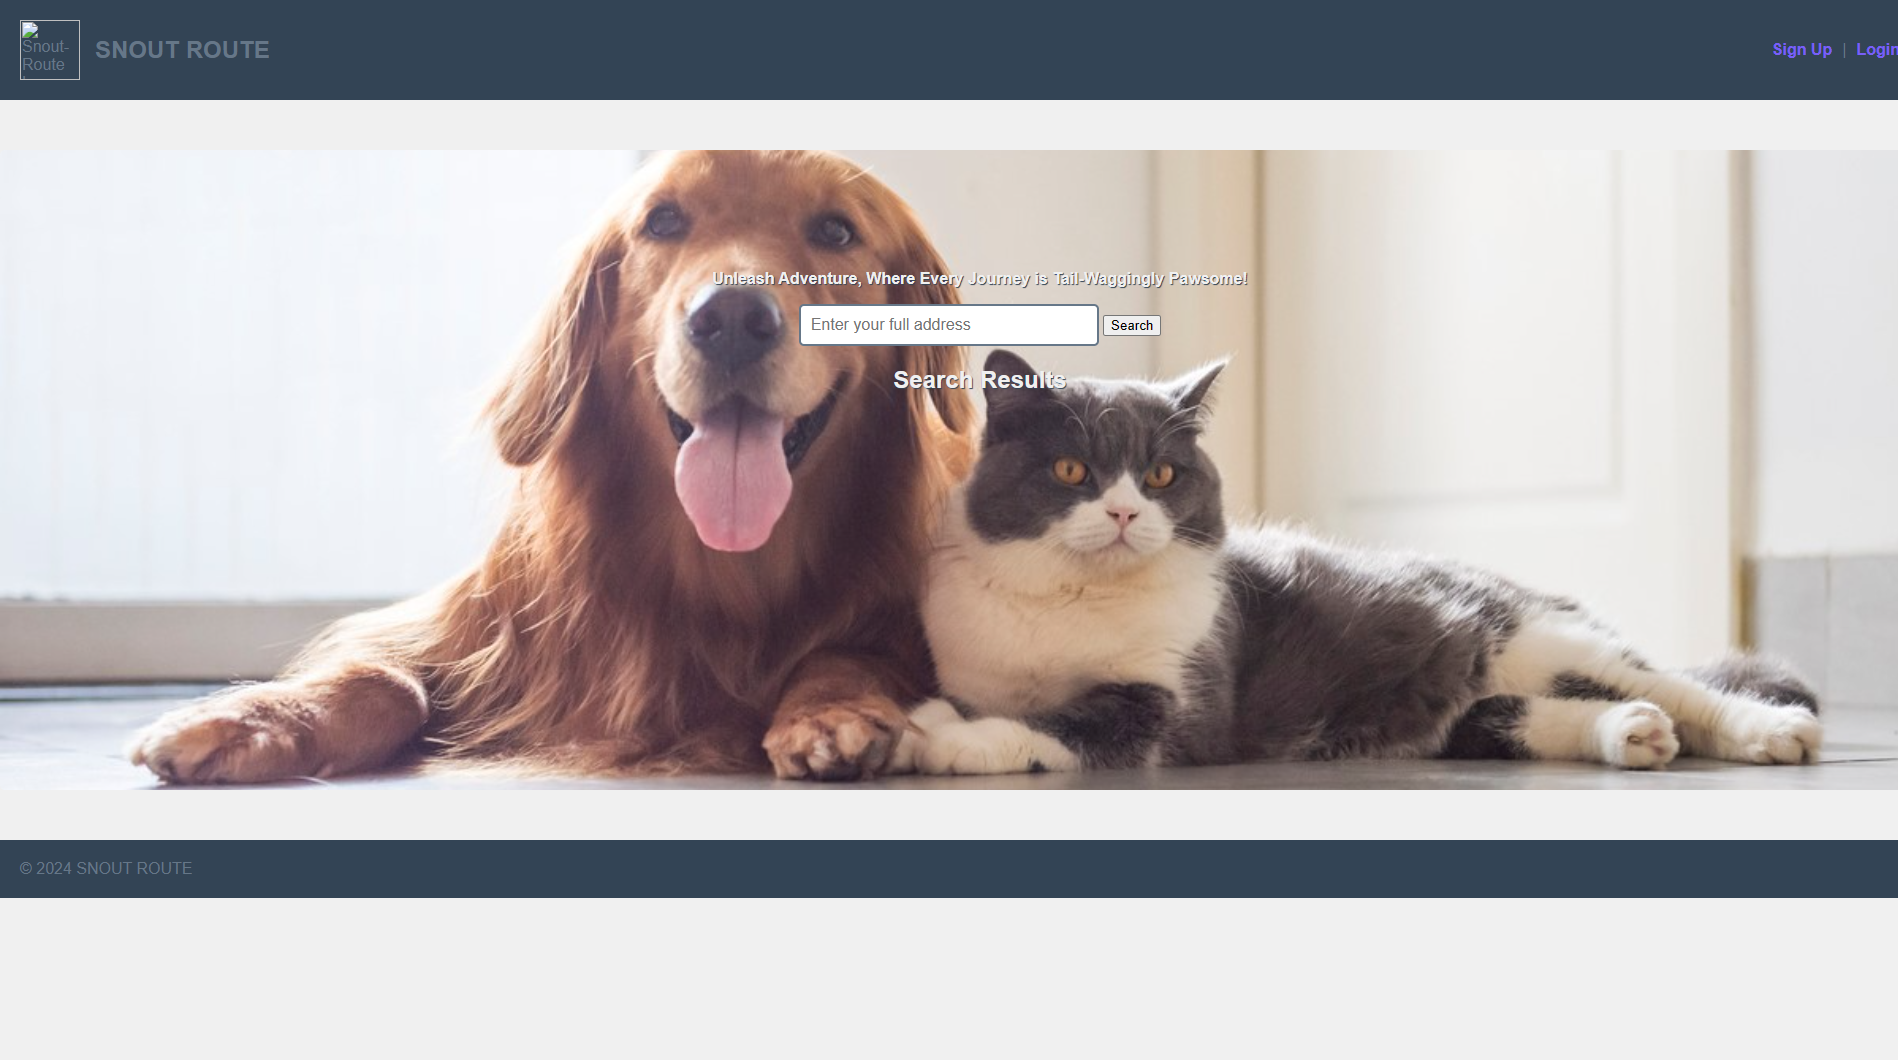 Snout-
Route
SNOUT ROUTE
Sign Up | Login
Unleash Adventure, Where Every Journey is Tail-Waggingly Pawsome!
Enter your full address
Search
Search Results
© 2024 SNOUT ROUTE